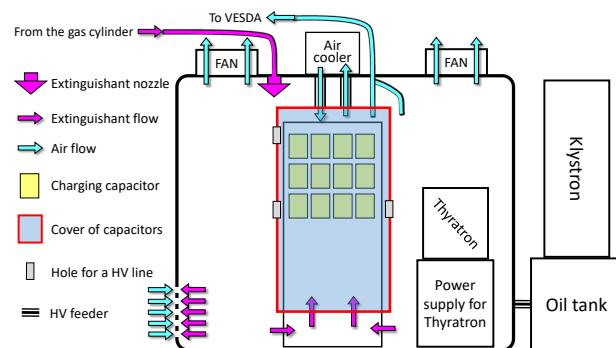 To VESDA
From the gas cylinder
FAN
Air
cooler
FAN
Extinguishant nozzle
Extinguishant flow
Air flow
Charging capacitor
Cover of capacitors
Hole for a HV line
HV feeder
Thyratron
Power
supply for
Thyratron
Klystron
Oil tank